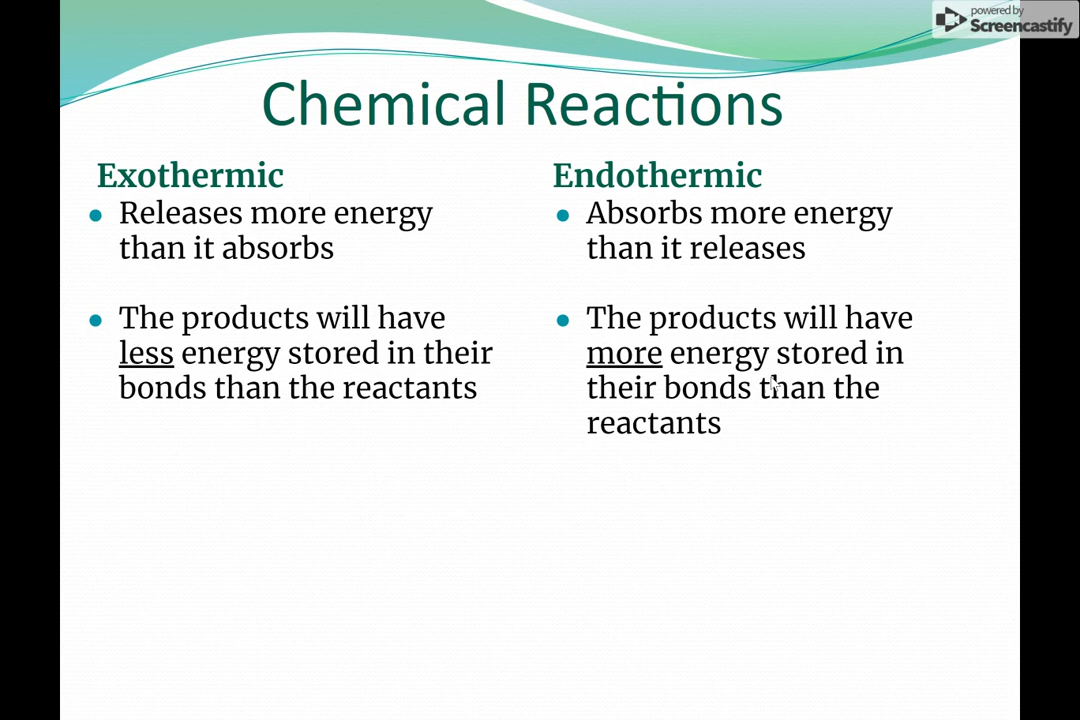 powered by
Screencastify
Chemical Reactions
Exothermic
• Releases more energy
than it absorbs
• The products will have
less energy stored in their
bonds than the reactants
Endothermic
• Absorbs more energy
than it releases
• The products will have
more energy stored in
their bonds than the
reactants